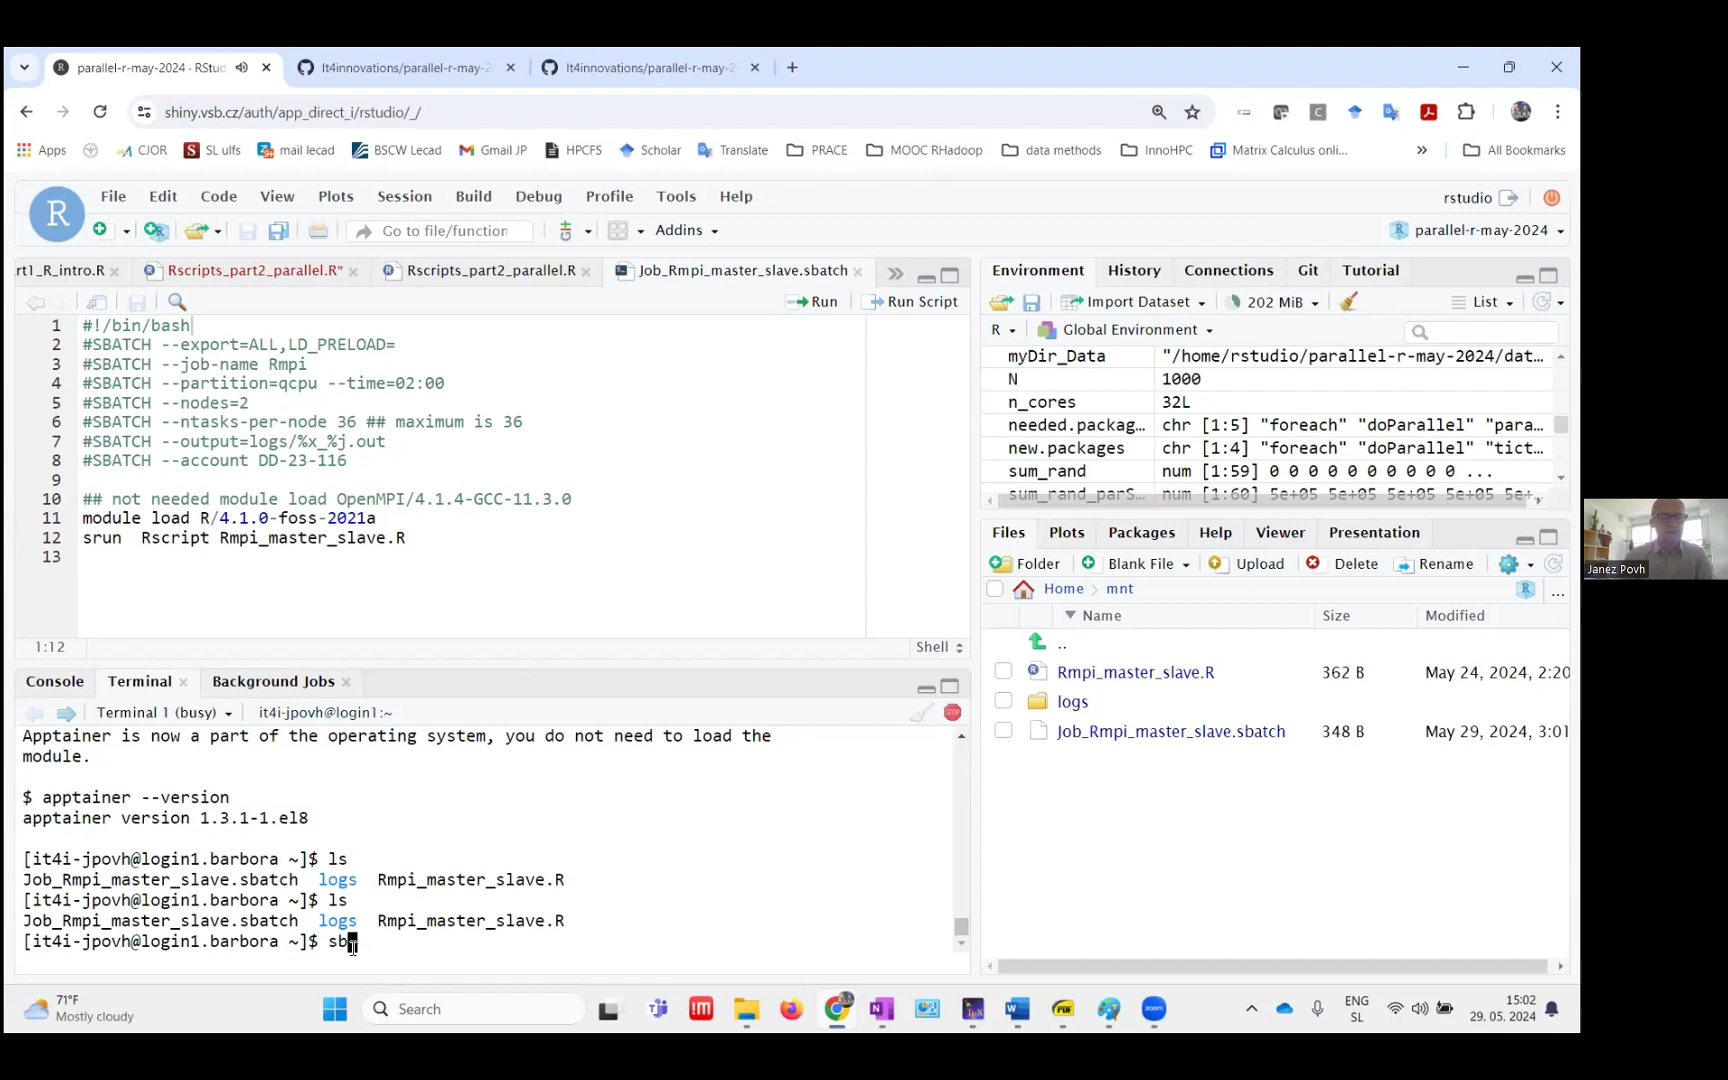 parallel-r-may-2024 · RStu
It4innovations/parallel-r-may-2
It4innovations/parallel-r-may-2
shiny.vsb.cz/auth/app_direct_i/rstudio/_/
Apps
CJOR
SL ulfs
mail lecad
BSCW Lecad
Gmail JP
HPCFS
Scholar
Translate
PRACE
MOOC RHadoop
data methods
InnoHPC
Matrix Calculus onli...
All Bookmarks
R
File Edit Code View Plots Session Build Debug Profile Tools Help
rstudio
Go to file/function
Addins
parallel-r-may-2024
rt1_R_intro.R
Rscripts_part2_parallel.R*
Rscripts_part2_parallel.R
Job_Rmpi_master_slave.sbatch
Run
Run Script
1 #!/bin/bash
2 #SBATCH --export=ALL,LD_PRELOAD=
3 #SBATCH --job-name Rmpi
4 #SBATCH --partition=qcpu --time=02:00
5 #SBATCH --nodes=2
6 #SBATCH --ntasks-per-node 36 ## maximum is 36
7 #SBATCH --output=logs/%x_%j.out
8 #SBATCH --account DD-23-116
9
10 ## not needed module load OpenMPI/4.1.4-GCC-11.3.0
11 module load R/4.1.0-foss-2021a
12 srun  Rscript Rmpi_master_slave.R
13
1:12
Shell
Console Terminal Background Jobs
Terminal 1 (busy)
it4i-jpovh@login1:~
Apptainer is now a part of the operating system, you do not need to load the
module.
$ apptainer --version
apptainer version 1.3.1-1.el8
[it4i-jpovh@login1.barbora ~]$ ls
Job_Rmpi_master_slave.sbatch  logs  Rmpi_master_slave.R
[it4i-jpovh@login1.barbora ~]$ ls
Job_Rmpi_master_slave.sbatch  logs  Rmpi_master_slave.R
[it4i-jpovh@login1.barbora ~]$ sb
Environment History Connections Git Tutorial
Import Dataset
202 MiB
List
R
Global Environment
myDir_Data "/home/rstudio/parallel-r-may-2024/dat...
N 1000
n_cores 32L
needed.packag... chr [1:5] "foreach" "doParallel" "para...
new.packages chr [1:4] "foreach" "doParallel" "tict...
sum_rand num [1:59] 0 0 0 0 0 0 0 0 0 0 ...
sum_rand_parS... num [1:60] 5e+05 5e+05 5e+05 5e+05 5e+
Files Plots Packages Help Viewer Presentation
Folder
Blank File
Upload
Delete
Rename
Home
mnt
...
Name Size Modified
..
Rmpi_master_slave.R 362 B May 24, 2024, 2:20
logs
Job_Rmpi_master_slave.sbatch 348 B May 29, 2024, 3:01
Janez Povh
71°F
Mostly cloudy
Search
ENG
SL
15:02
29. 05. 2024